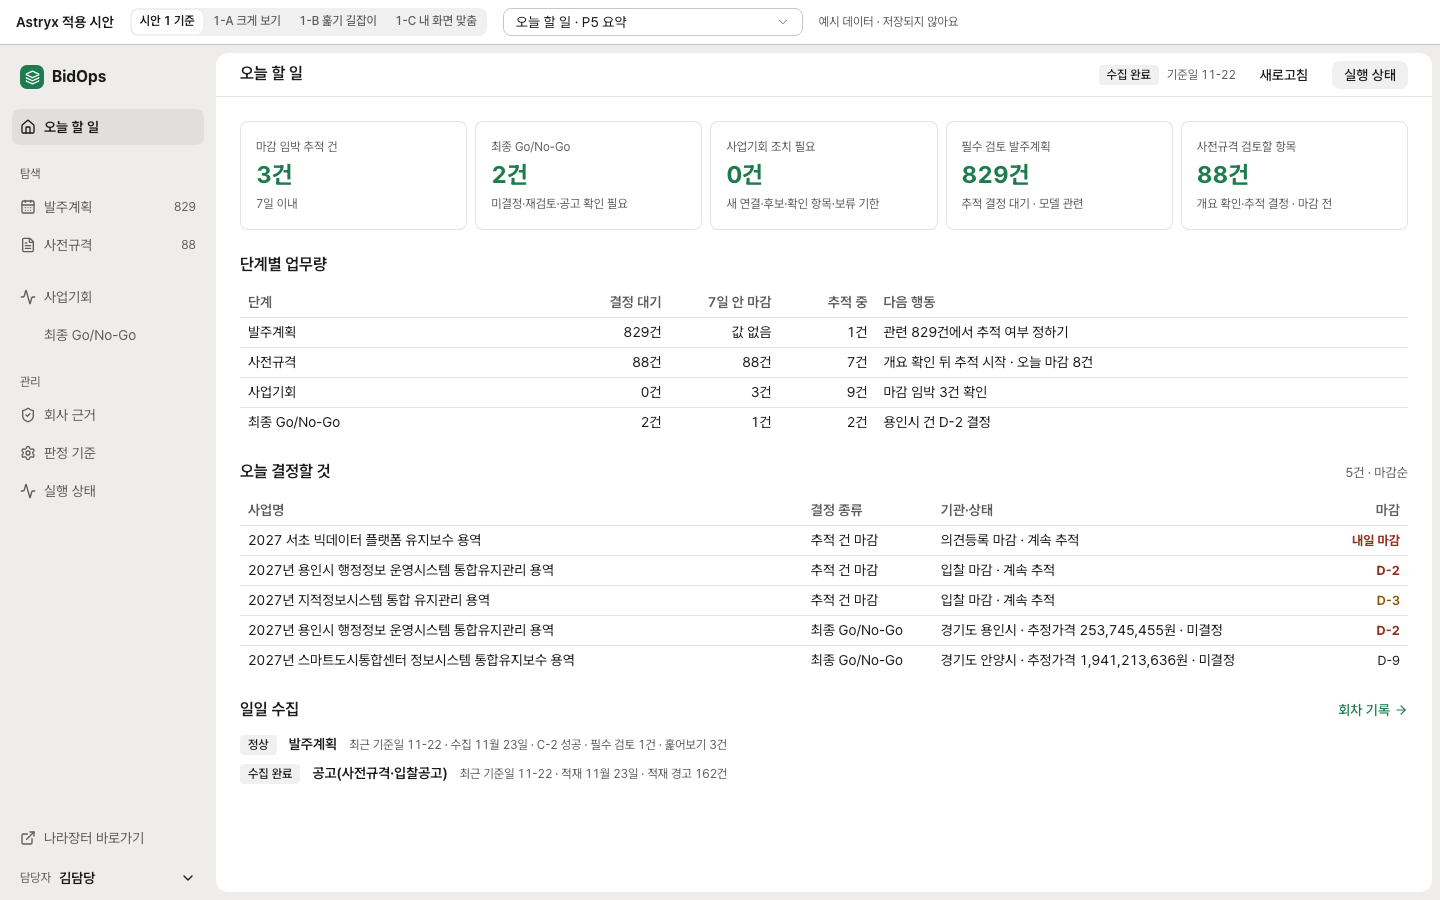 Astryx 적용 시안 시안 1 기준 1-A 크게 보기 1-B 훑기 길잡이 1-C 내 화면 맞춤 오늘 할 일 · P5 요약 예시 데이터 · 저장되지 않아요
BidOps
오늘 할 일
탐색
발주계획 829
사전규격 88
사업기회
최종 Go/No-Go
관리
회사 근거
판정 기준
실행 상태
나라장터 바로가기
담당자 김담당
오늘 할 일 수집 완료 기준일 11-22 새로고침 실행 상태
마감 임박 추적 건
3건
7일 이내
최종 Go/No-Go
2건
미결정·재검토·공고 확인 필요
사업기회 조치 필요
0건
새 연결·후보·확인 항목·보류 기한
필수 검토 발주계획
829건
추적 결정 대기 · 모델 관련
사전규격 검토할 항목
88건
개요 확인·추적 결정 · 마감 전
단계별 업무량
단계 결정 대기 7일 안 마감 추적 중 다음 행동
발주계획 829건 값 없음 1건 관련 829건에서 추적 여부 정하기
사전규격 88건 88건 7건 개요 확인 뒤 추적 시작 · 오늘 마감 8건
사업기회 0건 3건 9건 마감 임박 3건 확인
최종 Go/No-Go 2건 1건 2건 용인시 건 D-2 결정
오늘 결정할 것 5건 · 마감순
사업명 결정 종류 기관·상태 마감
2027 서초 빅데이터 플랫폼 유지보수 용역 추적 건 마감 의견등록 마감 · 계속 추적 내일 마감
2027년 용인시 행정정보 운영시스템 통합유지관리 용역 추적 건 마감 입찰 마감 · 계속 추적 D-2
2027년 지적정보시스템 통합 유지관리 용역 추적 건 마감 입찰 마감 · 계속 추적 D-3
2027년 용인시 행정정보 운영시스템 통합유지관리 용역 최종 Go/No-Go 경기도 용인시 · 추정가격 253,745,455원 · 미결정 D-2
2027년 스마트도시통합센터 정보시스템 통합유지보수 용역 최종 Go/No-Go 경기도 안양시 · 추정가격 1,941,213,636원 · 미결정 D-9
일일 수집 회차 기록 →
정상 발주계획 최근 기준일 11-22 · 수집 11월 23일 · C-2 성공 · 필수 검토 1건 · 훑어보기 3건
수집 완료 공고(사전규격·입찰공고) 최근 기준일 11-22 · 적재 11월 23일 · 적재 경고 162건